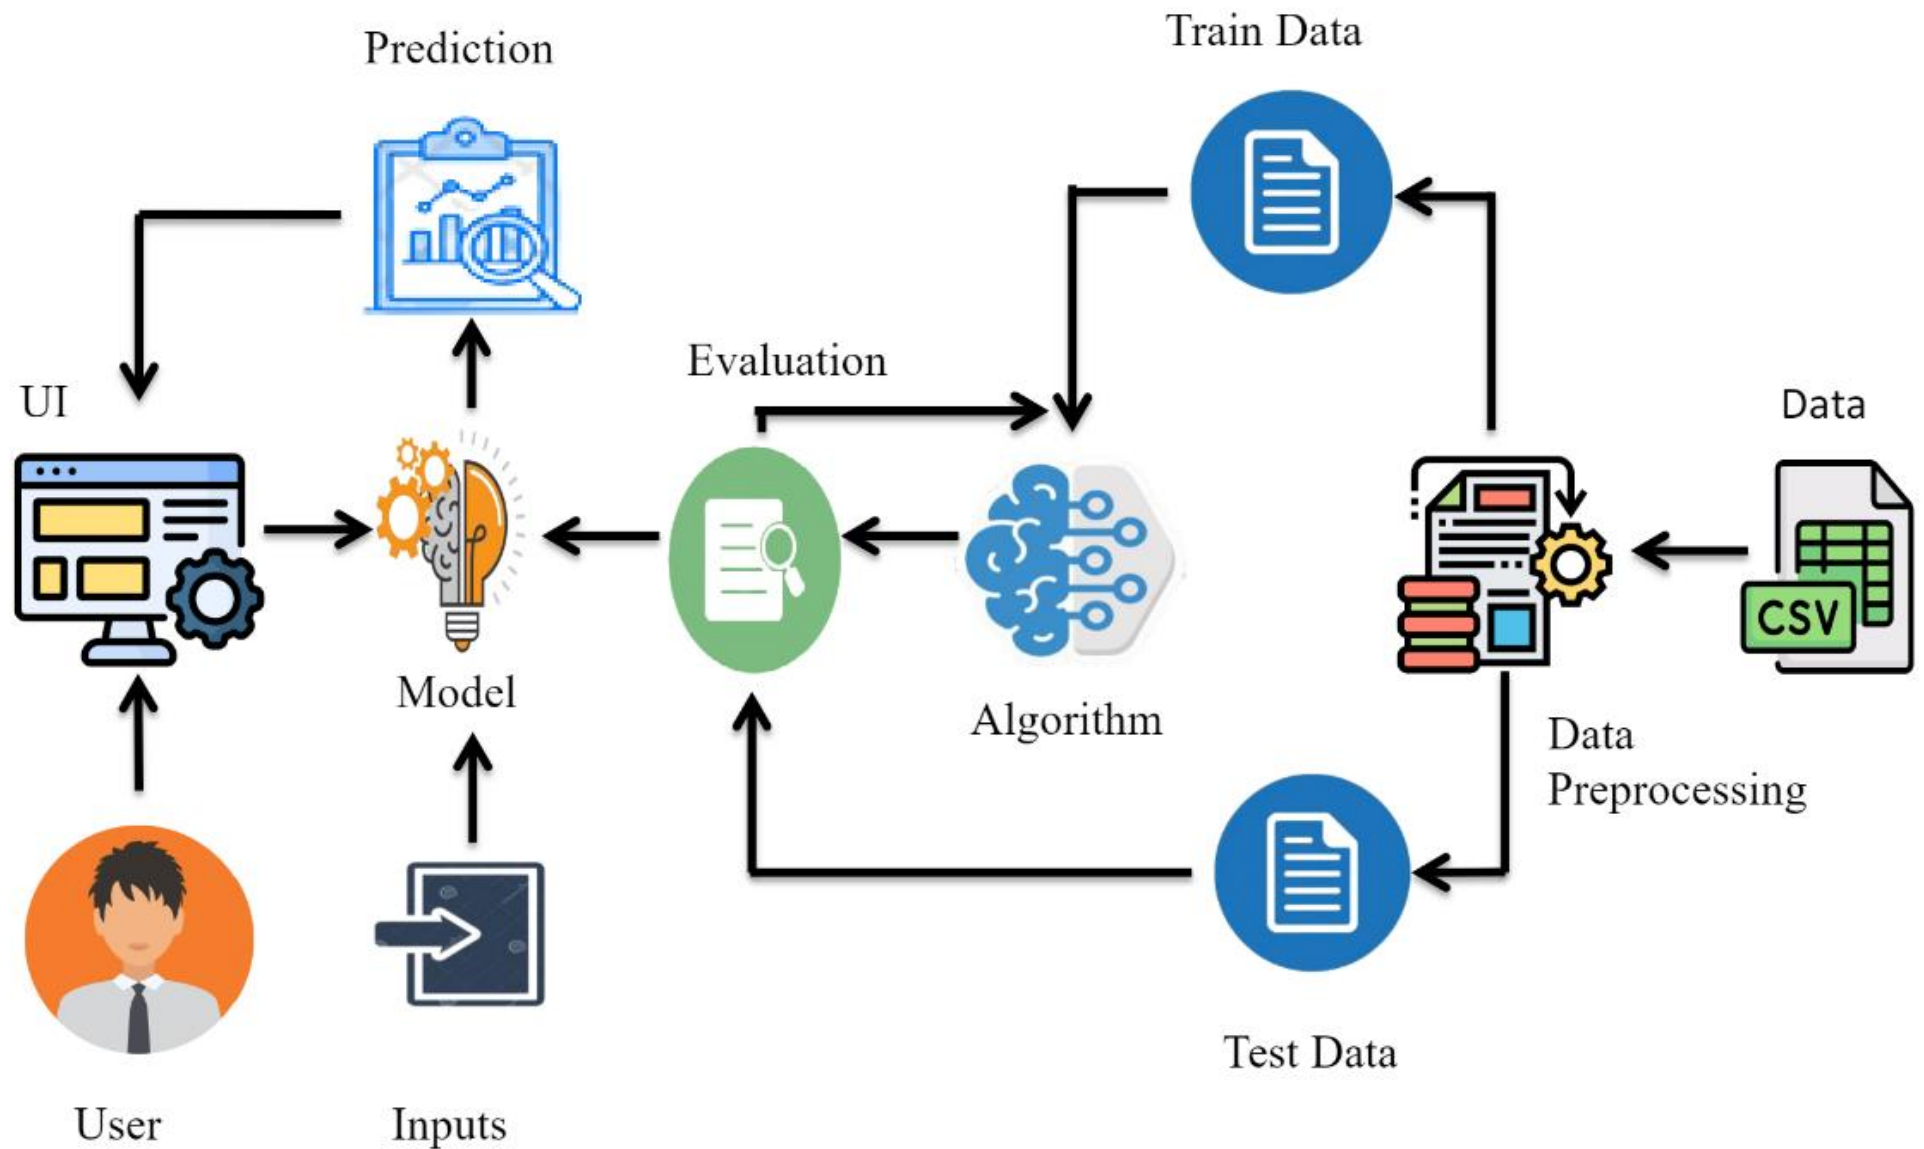 Train Data
Prediction
Evaluation
UI
Data
CSV
Model
Algorithm
Data
Preprocessing
Test Data
User
Inputs